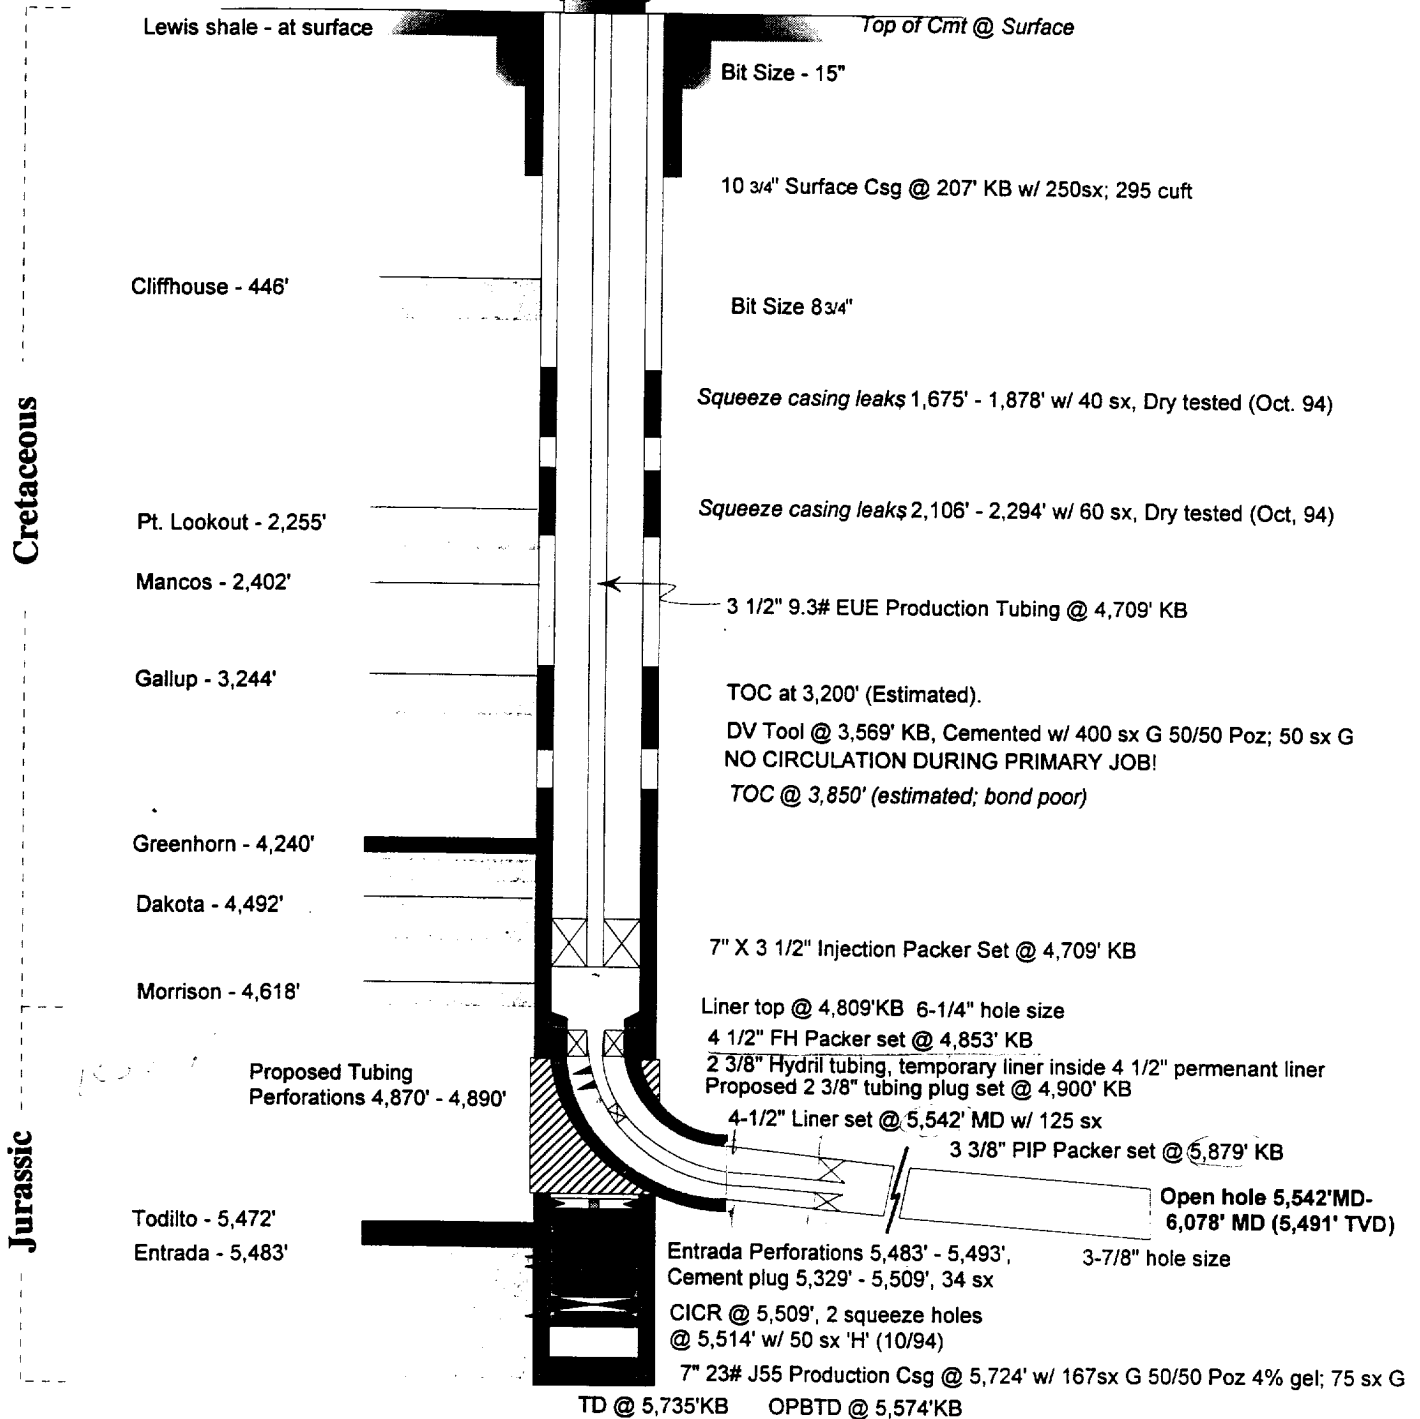 Lewis shale - at surface
Top of Cmt @ Surface
Bit Size - 15"
10 3/4" Surface Csg @ 207' KB w/ 250sx; 295 cuft
Cliffhouse - 446'
Bit Size 8 3/4"
Cretaceous
Squeeze casing leaks 1,675' - 1,878' w/ 40 sx, Dry tested (Oct. 94)
Pt. Lookout - 2,255'
Squeeze casing leaks 2,106' - 2,294' w/ 60 sx, Dry tested (Oct, 94)
Mancos - 2,402'
3 1/2" 9.3# EUE Production Tubing @ 4,709' KB
Gallup - 3,244'
TOC at 3,200' (Estimated).
DV Tool @ 3,569' KB, Cemented w/ 400 sx G 50/50 Poz; 50 sx G
NO CIRCULATION DURING PRIMARY JOB!
TOC @ 3,850' (estimated; bond poor)
Greenhorn - 4,240'
Dakota - 4,492'
7" X 3 1/2" Injection Packer Set @ 4,709' KB
Morrison - 4,618'
Liner top @ 4,809'KB 6-1/4" hole size
4 1/2" FH Packer set @ 4,853' KB
2 3/8" Hydril tubing, temporary liner inside 4 1/2" permenant liner
Proposed Tubing
Perforations 4,870' - 4,890'
Proposed 2 3/8" tubing plug set @ 4,900' KB
4-1/2" Liner set @ 5,542' MD w/ 125 sx
3 3/8" PIP Packer set @ 5,879' KB
Jurassic
Open hole 5,542'MD-
6,078' MD (5,491' TVD)
3-7/8" hole size
Todilto - 5,472'
Entrada - 5,483'
Entrada Perforations 5,483' - 5,493',
Cement plug 5,329' - 5,509', 34 sx
CICR @ 5,509', 2 squeeze holes
@ 5,514' w/ 50 sx 'H' (10/94)
7" 23# J55 Production Csg @ 5,724' w/ 167sx G 50/50 Poz 4% gel; 75 sx G
TD @ 5,735'KB OPBTD @ 5,574'KB